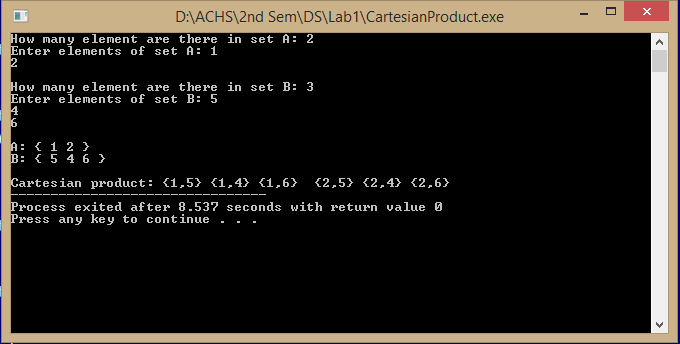 D:\ACHS\2nd Sem\DS\Lab1\CartesianProduct.exe
How many element are there in set A: 2
Enter elements of set A: 1
2
How many element are there in set B: 3
Enter elements of set B: 5
4
6
A: { 1 2 }
B: { 5 4 6 }
Cartesian product: {1,5} {1,4} {1,6}  {2,5} {2,4} {2,6}
--------------------------------
Process exited after 8.537 seconds with return value 0
Press any key to continue . . .